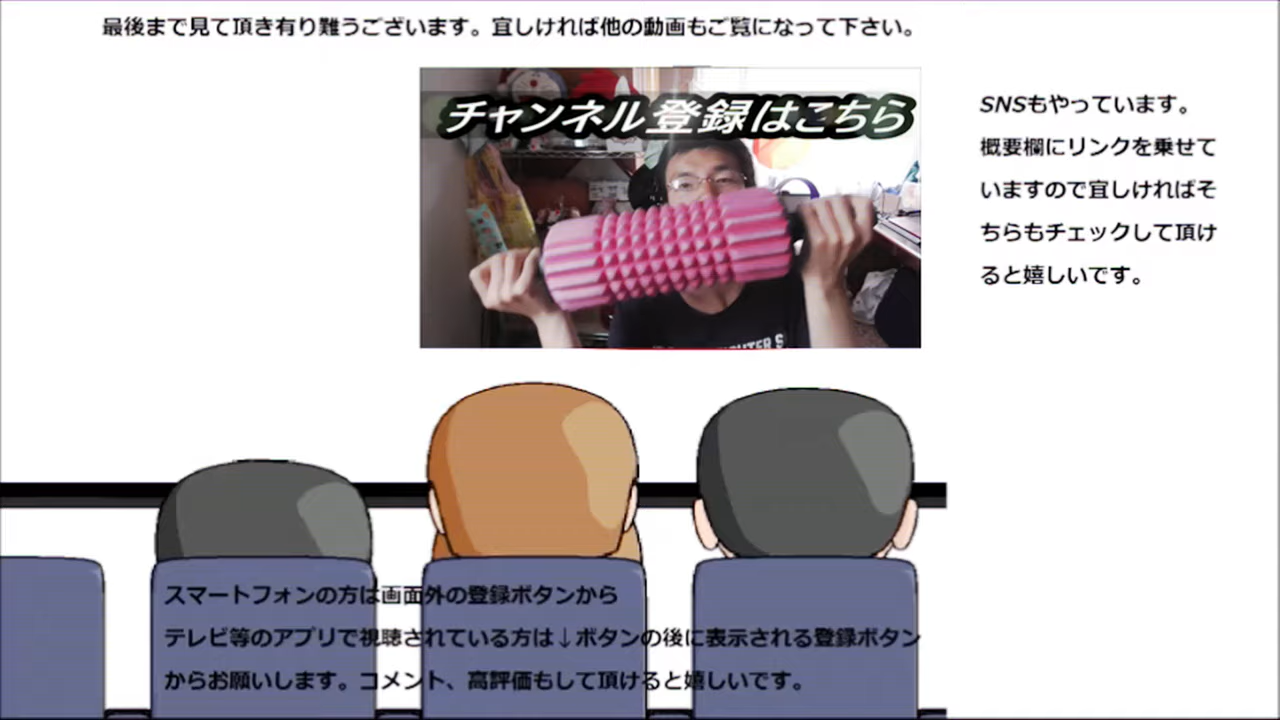 最後まで見て頂き有り難うございます。宜しければ他の動画もご覧になって下さい。
チャンネル登録はこちら
SNSもやっています。
概要欄にリンクを乗せて
いますので宜しければそ
ちらもチェックして頂け
ると嬉しいです。
スマートフォンの方は画面外の登録ボタンから
テレビ等のアプリで視聴されている方は↓ボタンの後に表示される登録ボタン
からお願いします。コメント、高評価もして頂けると嬉しいです。